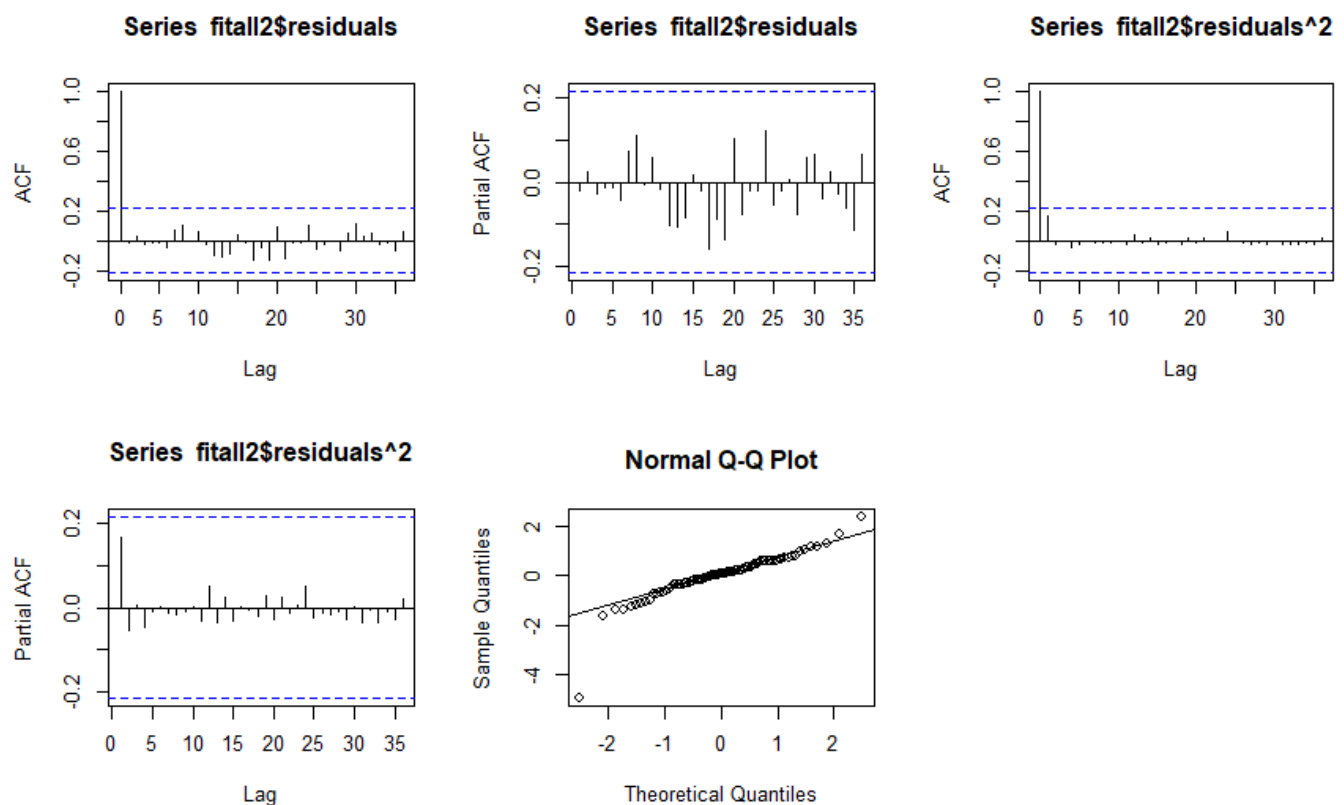 Series fitall2$residuals
ACF
1.0
0.6
0.2
-0.2
0 5 10 20 30
Lag
Series fitall2$residuals
Partial ACF
0.2
0.0
-0.2
0 5 10 15 20 25 30 35
Lag
Series fitall2$residuals^2
ACF
1.0
0.6
0.2
-0.2
0 5 10 20 30
Lag
Series fitall2$residuals^2
Partial ACF
0.2
0.0
-0.2
0 5 10 15 20 25 30 35
Lag
Normal Q-Q Plot
Sample Quantiles
2
0
-2
-4
-2 -1 0 1 2
Theoretical Quantiles